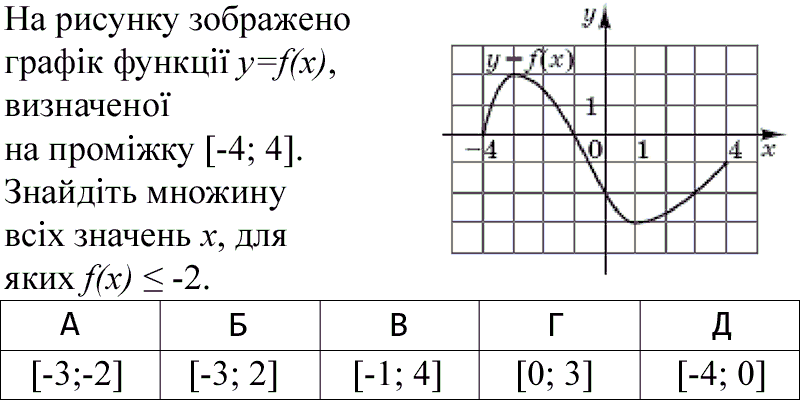 На рисунку зображено
графік функції y=f(x),
визначеної
на проміжку [-4; 4].
Знайдіть множину
всіх значень x, для
яких f(x) ≤ -2.
y
y = f(x)
1
-4 0 1 4 x
А Б В Г Д
[-3;-2] [-3; 2] [-1; 4] [0; 3] [-4; 0]